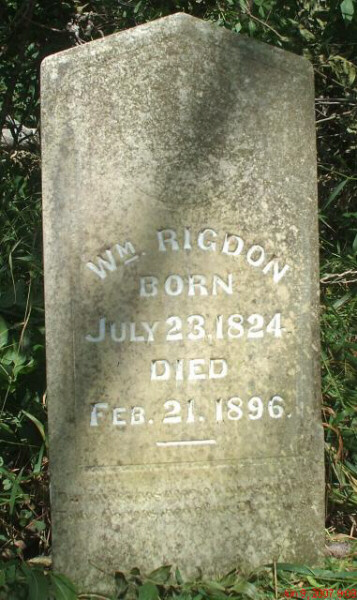 Wm. RIGDON
BORN
JULY 23, 1824
DIED
FEB. 21. 1896.